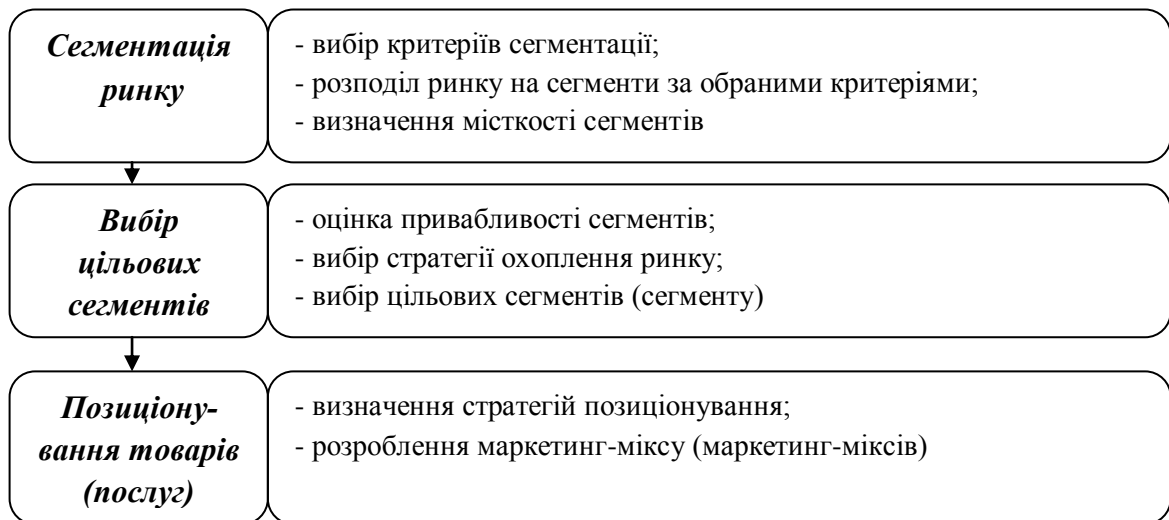 Сегментація
ринку
- вибір критеріїв сегментації;
- розподіл ринку на сегменти за обраними критеріями;
- визначення місткості сегментів
Вибір
цільових
сегментів
- оцінка привабливості сегментів;
- вибір стратегії охоплення ринку;
- вибір цільових сегментів (сегменту)
Позиціону-
вання товарів
(послуг)
- визначення стратегій позиціонування;
- розроблення маркетинг-міксу (маркетинг-міксів)